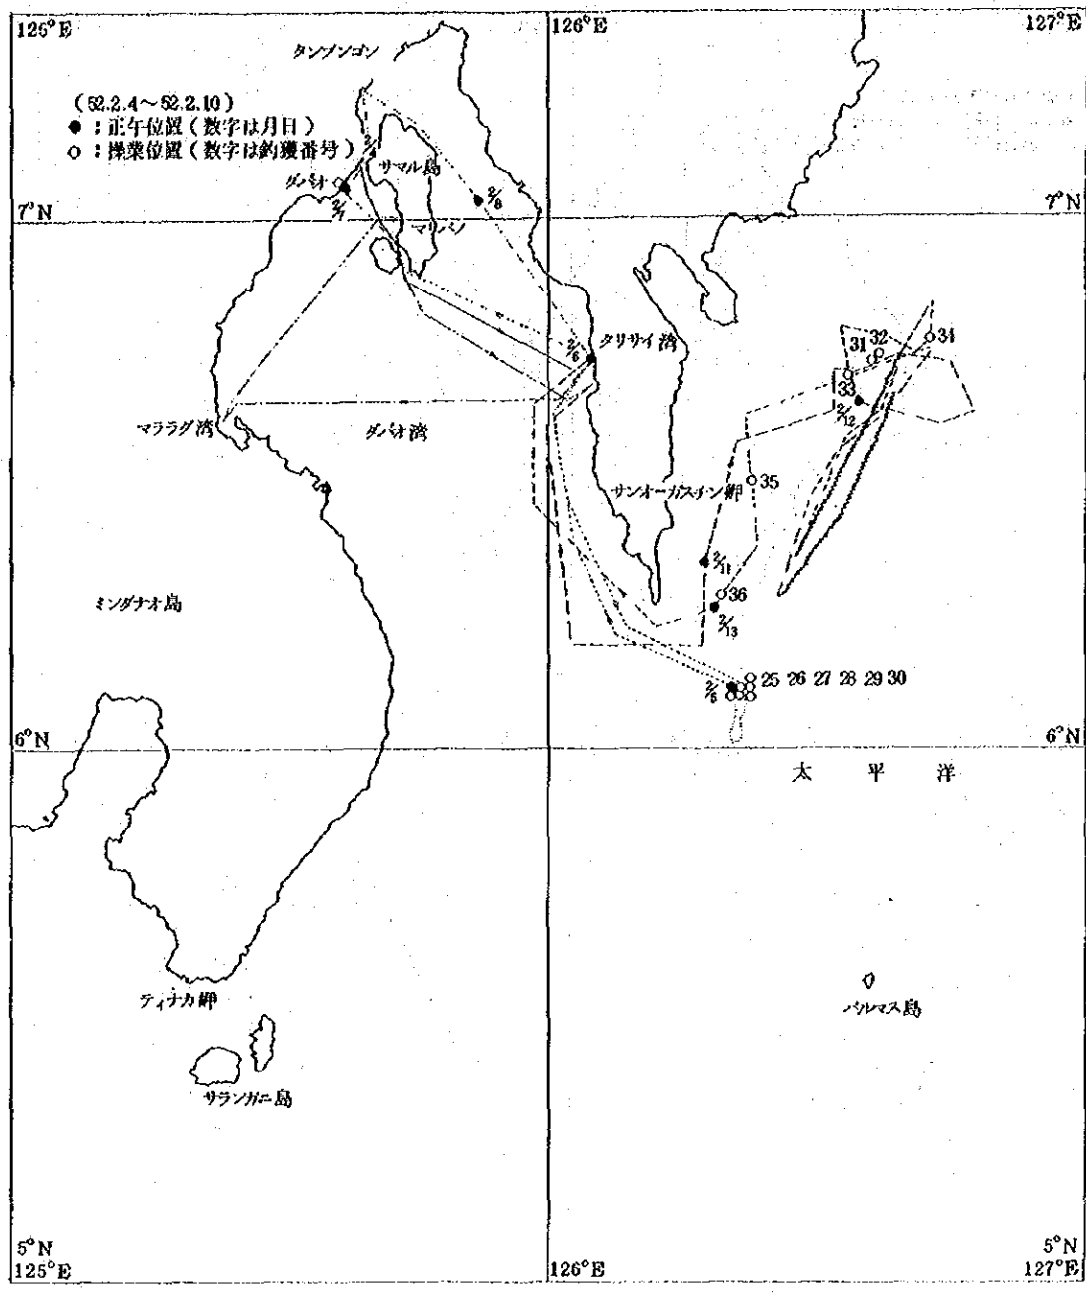 125°E
126°E
127°E
タンブンゴン
(52.2.4～52.2.10)
● : 正午位置 ( 数字は月日 )
○ : 操業位置 ( 数字は釣獲番号 )
サマル島
ダバオ
2/7
2/8
7°N
7°N
マリパノ
2/6
タリサイ湾
31
32
34
33
2/12
マララグ湾
ダバオ湾
サンオーガスチン岬
35
2/11
ミンダナオ島
36
2/13
2/5
25 26 27 28 29 30
6°N
6°N
太平洋
ティナカ岬
パルマス島
サランガニ島
5°N
125°E
126°E
5°N
127°E